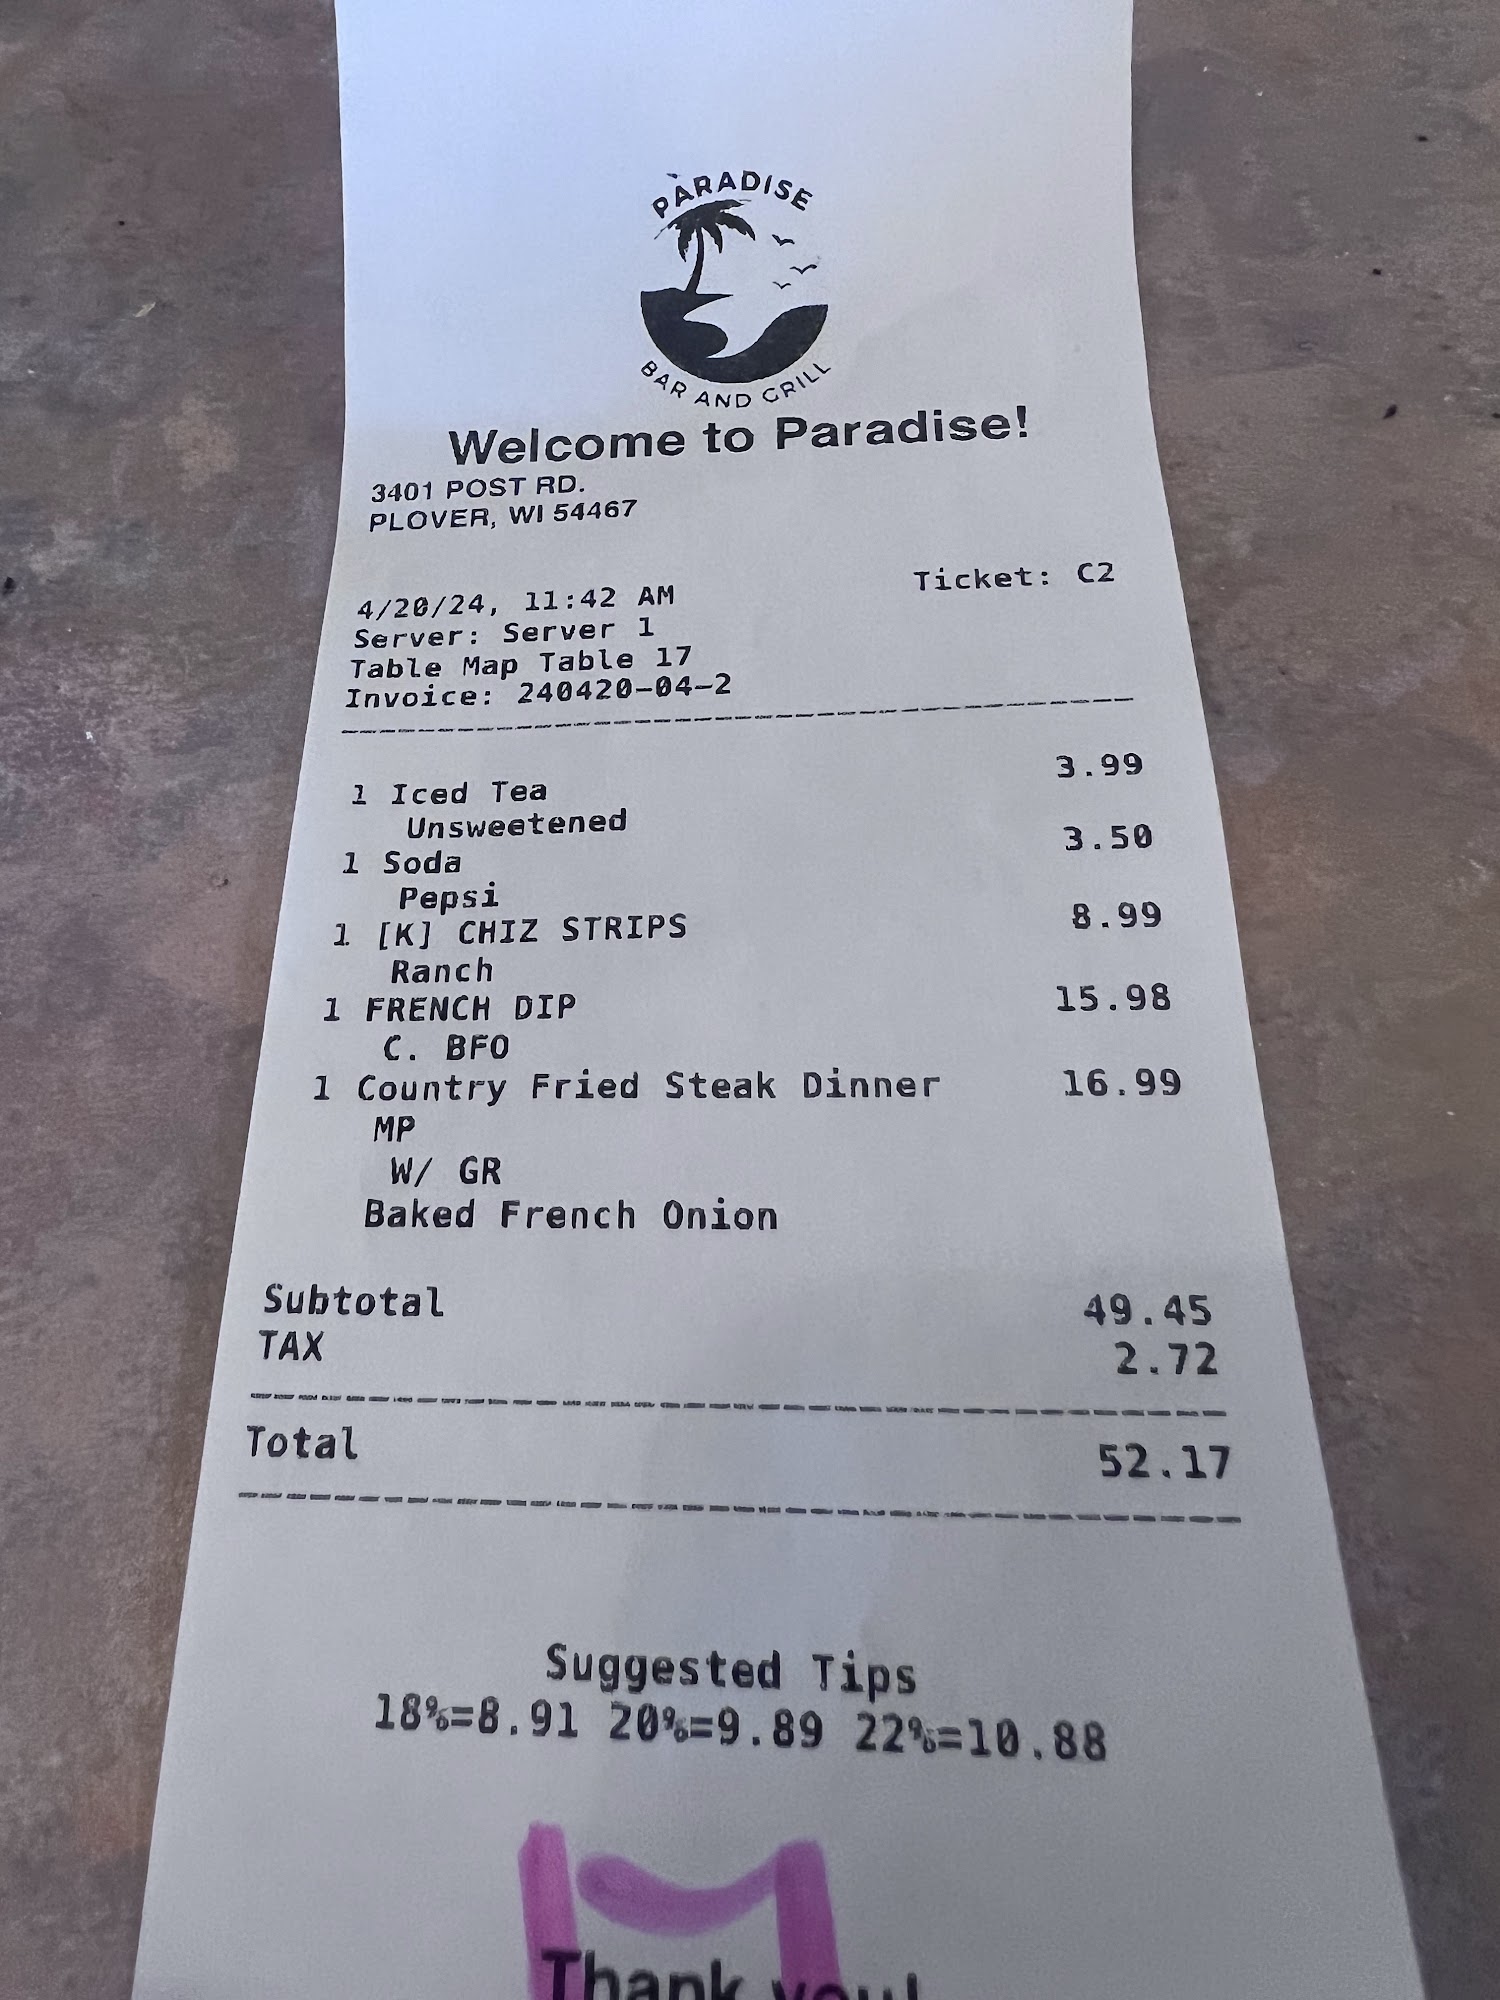 PARADISE
BAR AND GRILL
Welcome to Paradise!
3401 POST RD.
PLOVER, WI 54467
Ticket: C2
4/20/24, 11:42 AM
Server: Server 1
Table Map Table 17
Invoice: 240420-04-2
1 Iced Tea 3.99
Unsweetened
1 Soda 3.50
Pepsi
1 [K] CHIZ STRIPS 8.99
Ranch
1 FRENCH DIP 15.98
C. BFO
1 Country Fried Steak Dinner 16.99
MP
W/ GR
Baked French Onion
Subtotal 49.45
TAX 2.72
Total 52.17
Suggested Tips
18%=8.91 20%=9.89 22%=10.88
Thank you!